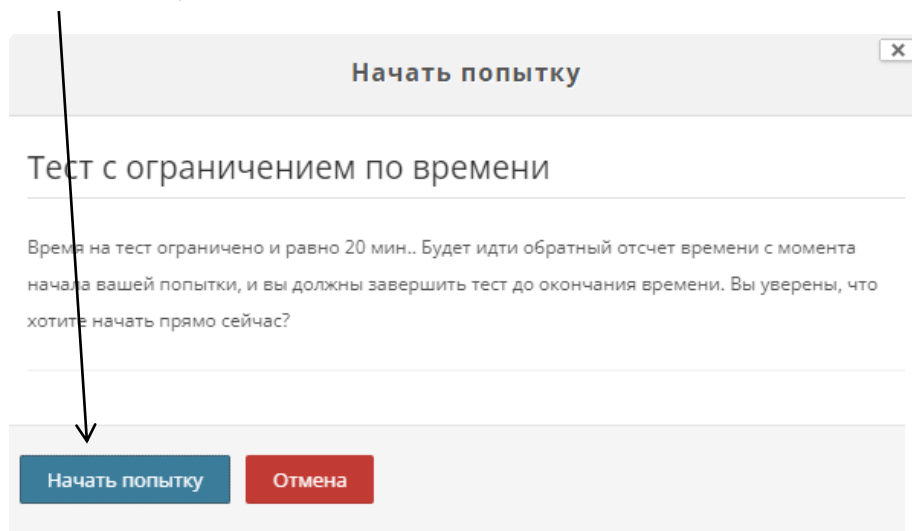 Начать попытку
Тест с ограничением по времени
Время на тест ограничено и равно 20 мин.. Будет идти обратный отсчет времени с момента
начала вашей попытки, и вы должны завершить тест до окончания времени. Вы уверены, что
хотите начать прямо сейчас?
Начать попытку
Отмена